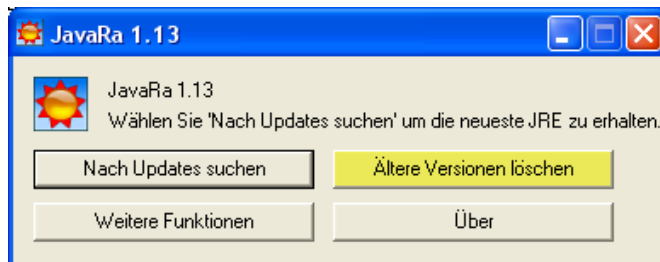 JavaRa 1.13
JavaRa 1.13
Wählen Sie 'Nach Updates suchen' um die neueste JRE zu erhalten.
Nach Updates suchen
Ältere Versionen löschen
Weitere Funktionen
Über